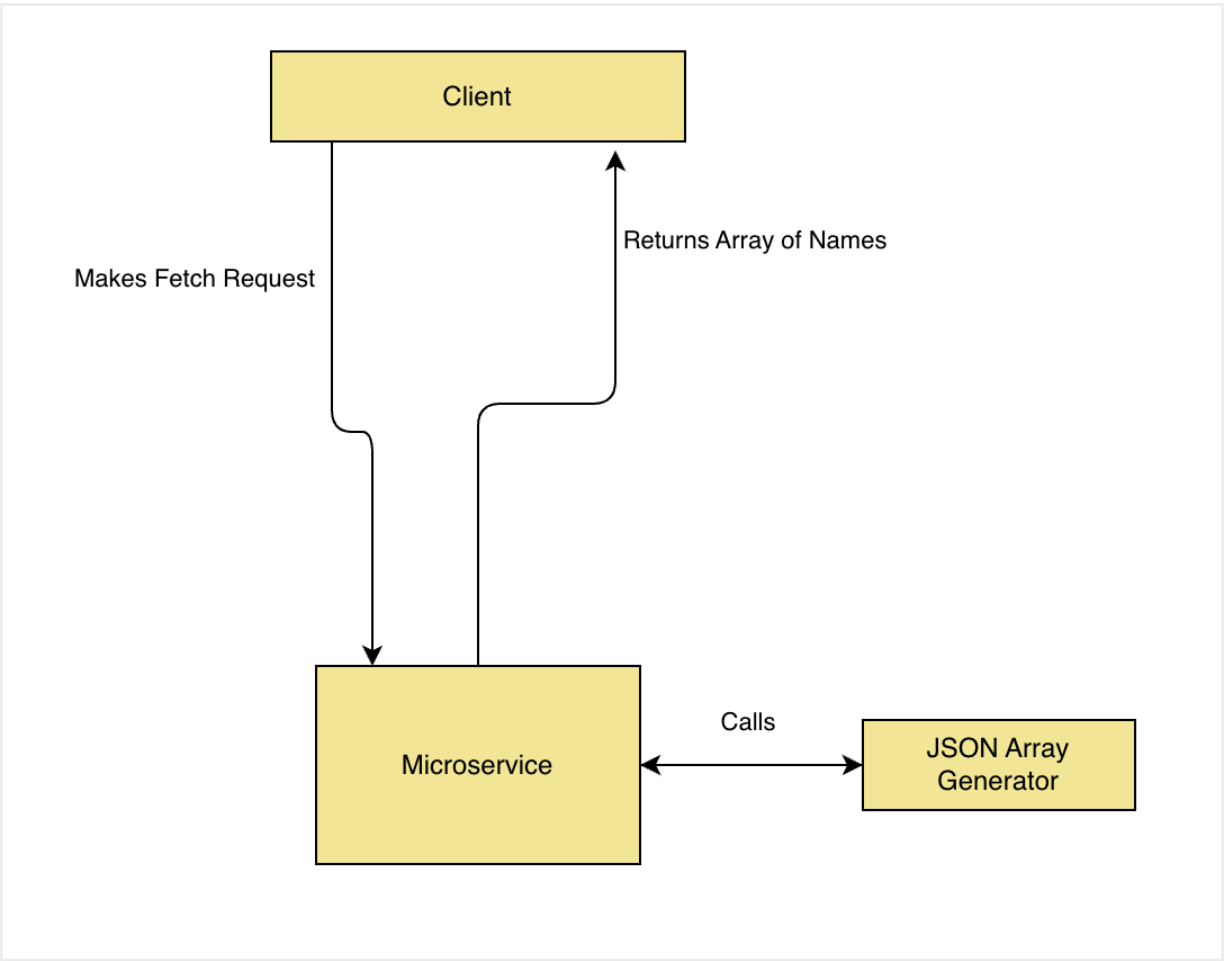 Client
Returns Array of Names
Makes Fetch Request
Calls
JSON Array
Generator
Microservice